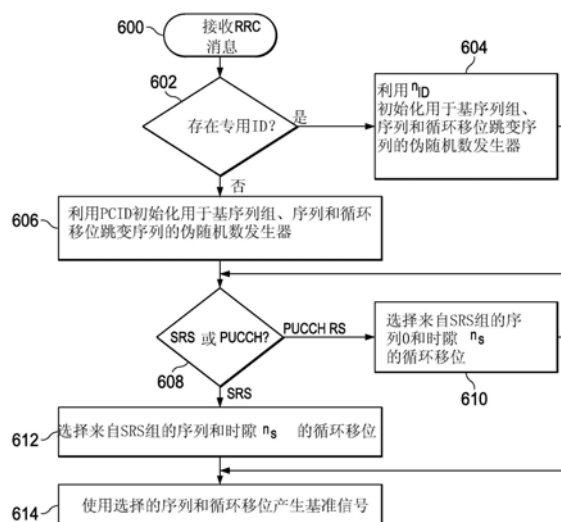 600
接收RRC
消息
602
存在专用ID?
是
604
利用nID
初始化用于基序列组、
序列和循环移位跳变序
列的伪随机数发生器
否
606
利用PCID初始化用于基序列组、序列和循环
移位跳变序列的伪随机数发生器
SRS 或 PUCCH?
PUCCH RS
608
SRS
选择来自SRS组的序
列0和时隙 ns
的循环移位
610
612
选择来自SRS组的序列和时隙 ns 的循环移位
614
使用选择的序列和循环移位产生基准信号